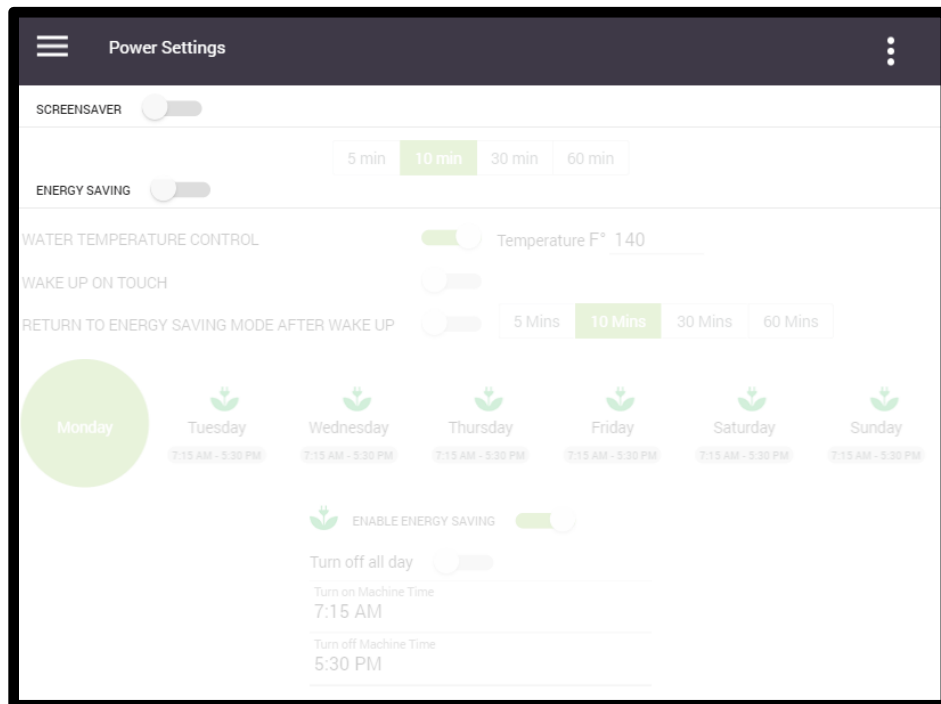 Power Settings
SCREENSAVER
5 min 10 min 30 min 60 min
ENERGY SAVING
WATER TEMPERATURE CONTROL Temperature F° 140
WAKE UP ON TOUCH
RETURN TO ENERGY SAVING MODE AFTER WAKE UP 5 Mins 10 Mins 30 Mins 60 Mins
Monday Tuesday Wednesday Thursday Friday Saturday Sunday
7:15 AM - 5:30 PM 7:15 AM - 5:30 PM 7:15 AM - 5:30 PM 7:15 AM - 5:30 PM 7:15 AM - 5:30 PM 7:15 AM - 5:30 PM
ENABLE ENERGY SAVING
Turn off all day
Turn on Machine Time
7:15 AM
Turn off Machine Time
5:30 PM